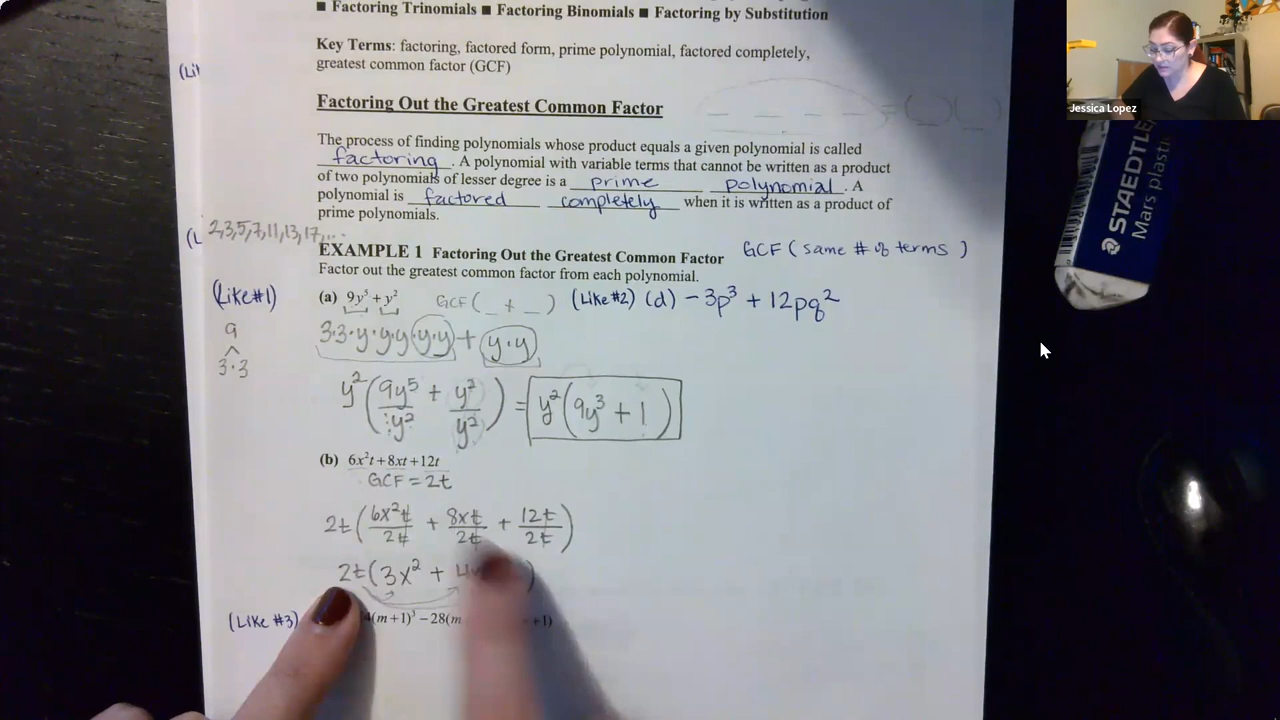 ■ Factoring Trinomials ■ Factoring Binomials ■ Factoring by Substitution
Key Terms: factoring, factored form, prime polynomial, factored completely,
greatest common factor (GCF)
Jessica Lopez
Factoring Out the Greatest Common Factor
= ( )( )
The process of finding polynomials whose product equals a given polynomial is called
factoring. A polynomial with variable terms that cannot be written as a product
of two polynomials of lesser degree is a prime polynomial. A
polynomial is factored completely when it is written as a product of
prime polynomials.
STAEDTLER
Mars plasti
2,3,5,7,11,13,17,...
EXAMPLE 1 Factoring Out the Greatest Common Factor GCF ( same # of terms )
Factor out the greatest common factor from each polynomial.
(Like#1) (a) 9y⁵ + y² GCF ( _ + _ ) (Like#2) (d) -3p³ + 12pq²
9
3·3
3·3·y·y·y·y·y + y·y
y²(9y⁵/y² + y²/y²) = y²(9y³ + 1)
(b) 6x²t+8xt+12t
GCF = 2t
2t(6x²t/2t + 8xt/2t + 12t/2t)
2t(3x² + 4 )
(Like #3) 4(m+1)³ – 28(m +1)